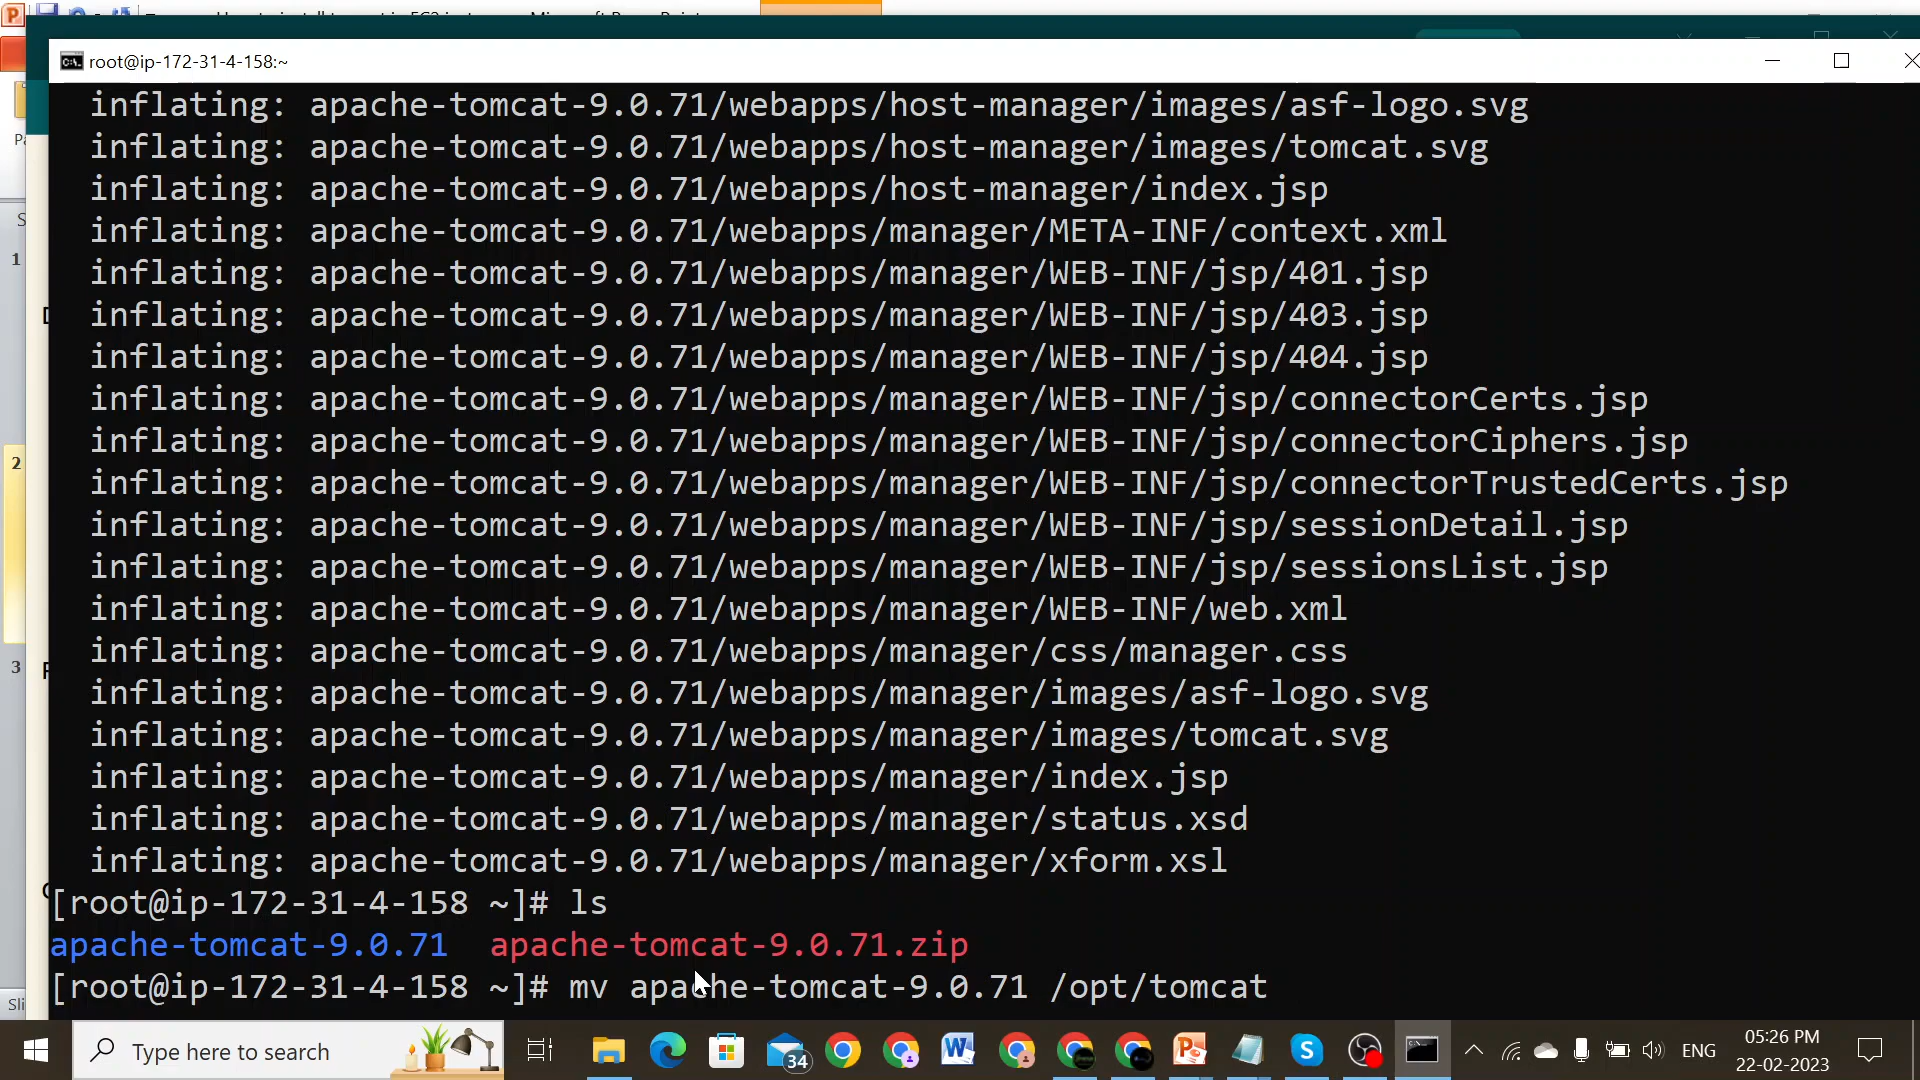 root@ip-172-31-4-158:~
inflating: apache-tomcat-9.0.71/webapps/host-manager/images/asf-logo.svg
inflating: apache-tomcat-9.0.71/webapps/host-manager/images/tomcat.svg
inflating: apache-tomcat-9.0.71/webapps/host-manager/index.jsp
inflating: apache-tomcat-9.0.71/webapps/manager/META-INF/context.xml
inflating: apache-tomcat-9.0.71/webapps/manager/WEB-INF/jsp/401.jsp
inflating: apache-tomcat-9.0.71/webapps/manager/WEB-INF/jsp/403.jsp
inflating: apache-tomcat-9.0.71/webapps/manager/WEB-INF/jsp/404.jsp
inflating: apache-tomcat-9.0.71/webapps/manager/WEB-INF/jsp/connectorCerts.jsp
inflating: apache-tomcat-9.0.71/webapps/manager/WEB-INF/jsp/connectorCiphers.jsp
inflating: apache-tomcat-9.0.71/webapps/manager/WEB-INF/jsp/connectorTrustedCerts.jsp
inflating: apache-tomcat-9.0.71/webapps/manager/WEB-INF/jsp/sessionDetail.jsp
inflating: apache-tomcat-9.0.71/webapps/manager/WEB-INF/jsp/sessionsList.jsp
inflating: apache-tomcat-9.0.71/webapps/manager/WEB-INF/web.xml
inflating: apache-tomcat-9.0.71/webapps/manager/css/manager.css
inflating: apache-tomcat-9.0.71/webapps/manager/images/asf-logo.svg
inflating: apache-tomcat-9.0.71/webapps/manager/images/tomcat.svg
inflating: apache-tomcat-9.0.71/webapps/manager/index.jsp
inflating: apache-tomcat-9.0.71/webapps/manager/status.xsd
inflating: apache-tomcat-9.0.71/webapps/manager/xform.xsl
[root@ip-172-31-4-158 ~]# ls
apache-tomcat-9.0.71 apache-tomcat-9.0.71.zip
[root@ip-172-31-4-158 ~]# mv apache-tomcat-9.0.71 /opt/tomcat
1
2
3
Type here to search
34
ENG
05:26 PM
22-02-2023